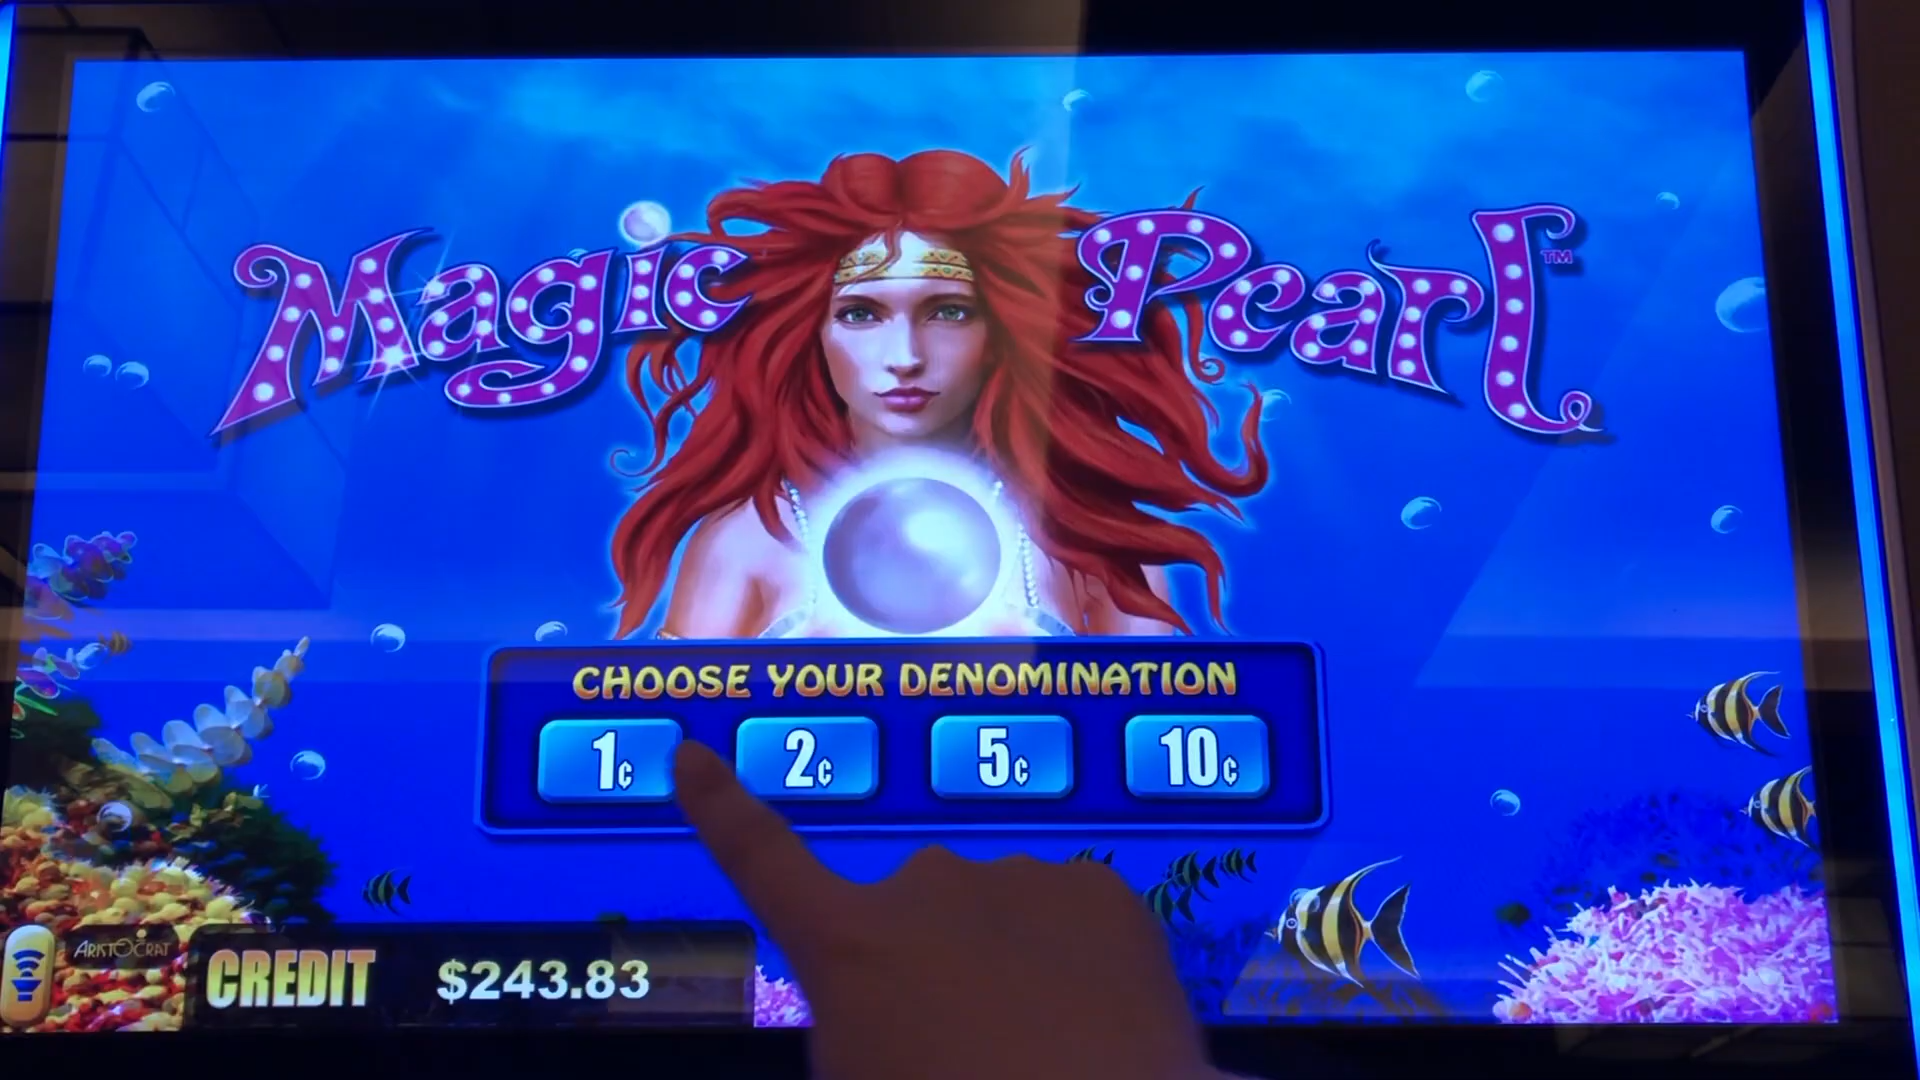 Magic Pearl™
CHOOSE YOUR DENOMINATION
1¢ 2¢ 5¢ 10¢
ARISTOCRAT
CREDIT $243.83